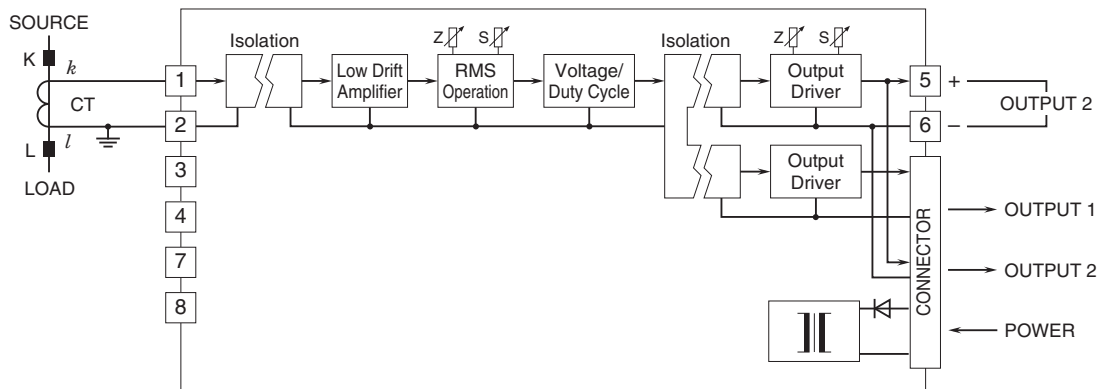 SOURCE
K
k
CT
l
L
LOAD
1
2
3
4
7
8
Isolation
Low Drift
Amplifier
Z
S
RMS
Operation
Voltage/
Duty Cycle
Isolation
Z
S
Output
Driver
Output
Driver
5
+
6
–
OUTPUT 2
CONNECTOR
OUTPUT 1
OUTPUT 2
POWER